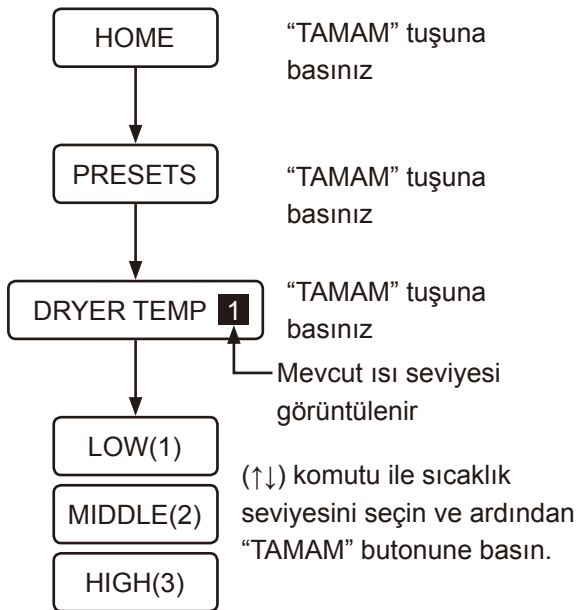 HOME
“TAMAM” tuşuna
basınız
PRESETS
“TAMAM” tuşuna
basınız
DRYER TEMP 1
“TAMAM” tuşuna
basınız
Mevcut ısı seviyesi
görüntülenir
LOW(1)
MIDDLE(2)
HIGH(3)
(↑↓) komutu ile sıcaklık
seviyesini seçin ve ardından
“TAMAM” butonune basın.